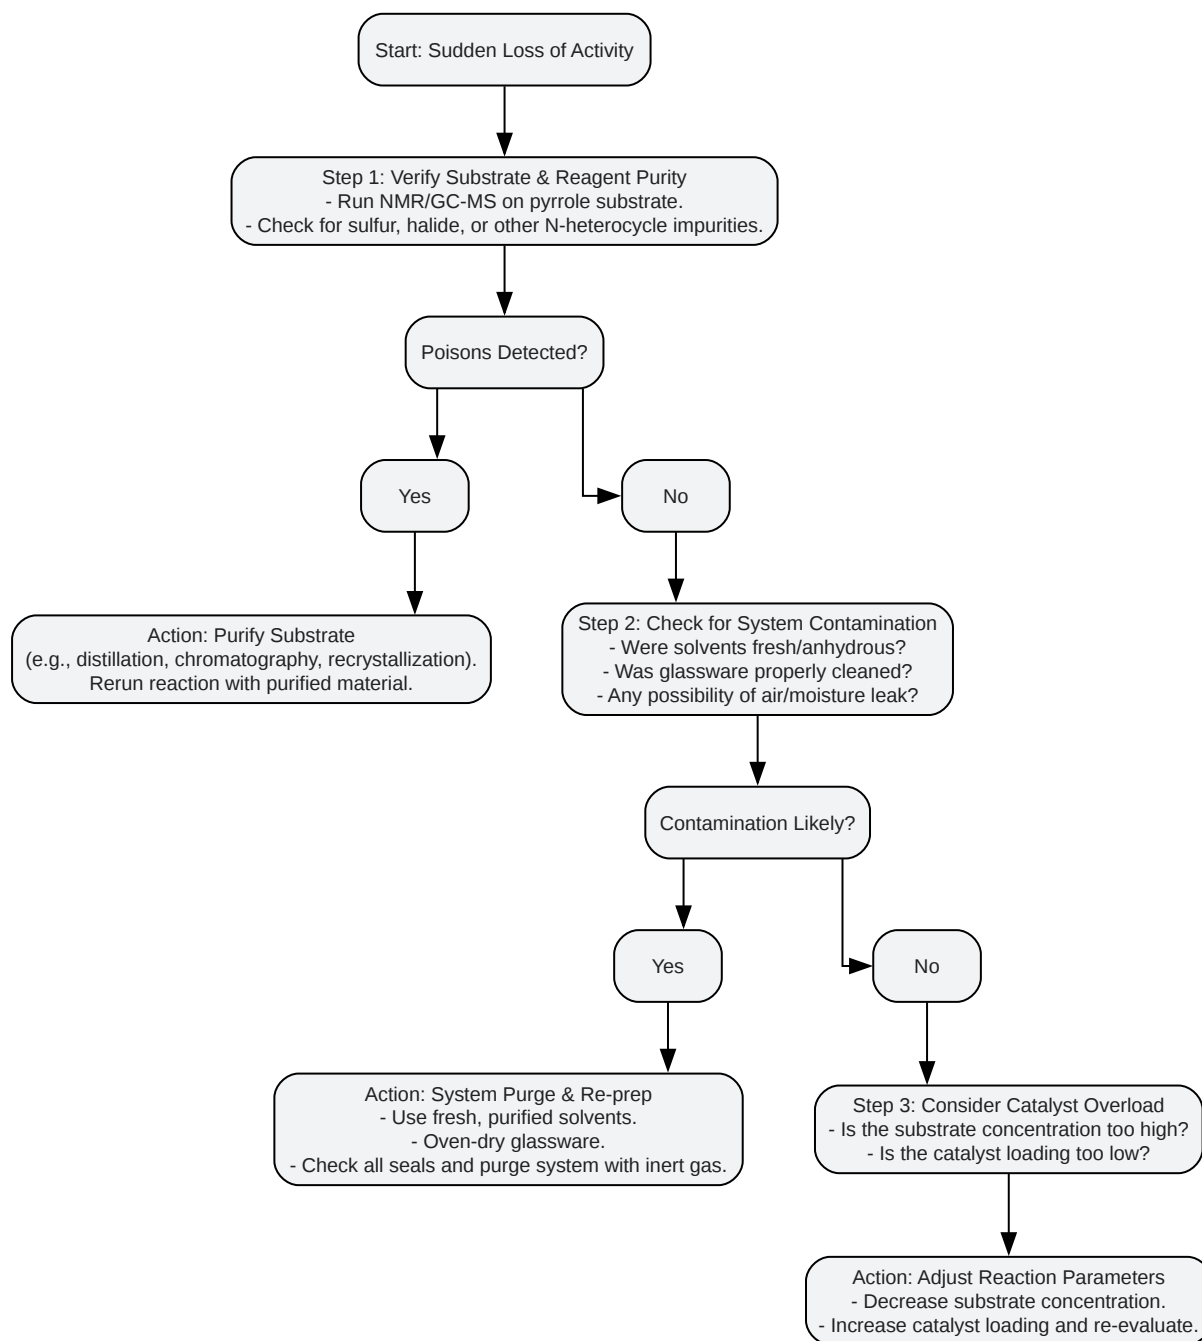 Start: Sudden Loss of Activity
Step 1: Verify Substrate & Reagent Purity
- Run NMR/GC-MS on pyrrole substrate.
- Check for sulfur, halide, or other N-heterocycle impurities.
Poisons Detected?
Yes
No
Action: Purify Substrate
(e.g., distillation, chromatography, recrystallization).
Rerun reaction with purified material.
Step 2: Check for System Contamination
- Were solvents fresh/anhydrous?
- Was glassware properly cleaned?
- Any possibility of air/moisture leak?
Contamination Likely?
Yes
No
Action: System Purge & Re-prep
- Use fresh, purified solvents.
- Oven-dry glassware.
- Check all seals and purge system with inert gas.
Step 3: Consider Catalyst Overload
- Is the substrate concentration too high?
- Is the catalyst loading too low?
Action: Adjust Reaction Parameters
- Decrease substrate concentration.
- Increase catalyst loading and re-evaluate.